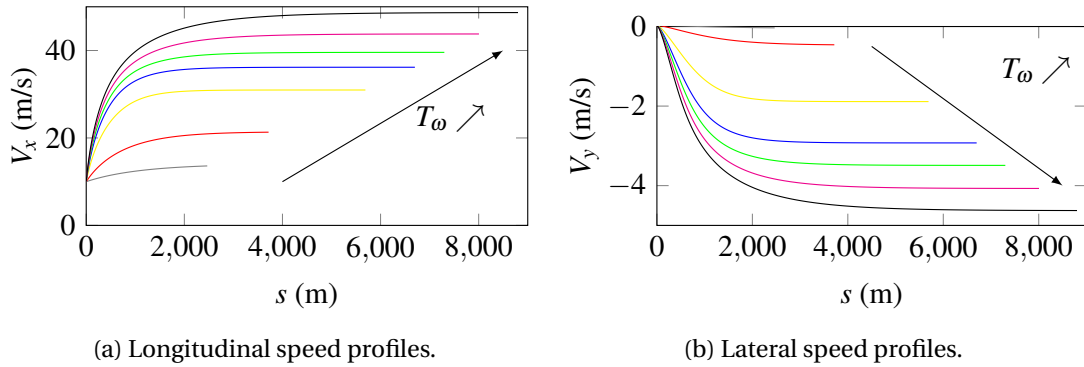 40
20
0
V_x (m/s)
T_ω ↗
0 2,000 4,000 6,000 8,000
s (m)
(a) Longitudinal speed profiles.
0
−2
−4
V_y (m/s)
T_ω ↗
0 2,000 4,000 6,000 8,000
s (m)
(b) Lateral speed profiles.